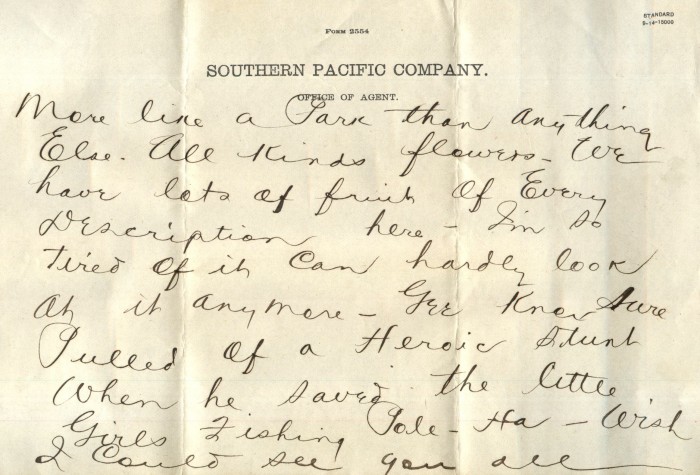 Form 2554
STANDARD
5-14-15000
SOUTHERN PACIFIC COMPANY.
OFFICE OF AGENT.
More like a Park than anything
Else. All Kinds flowers - We
have lots of fruit Of Every
Description here - I'm so
tired Of it Can hardly look
At it anymore - Gee Know Sure
Pulled Of a Heroic Stunt
When he saved the little
Girls Fishing Pole - Ha - Wish
I Could see you all